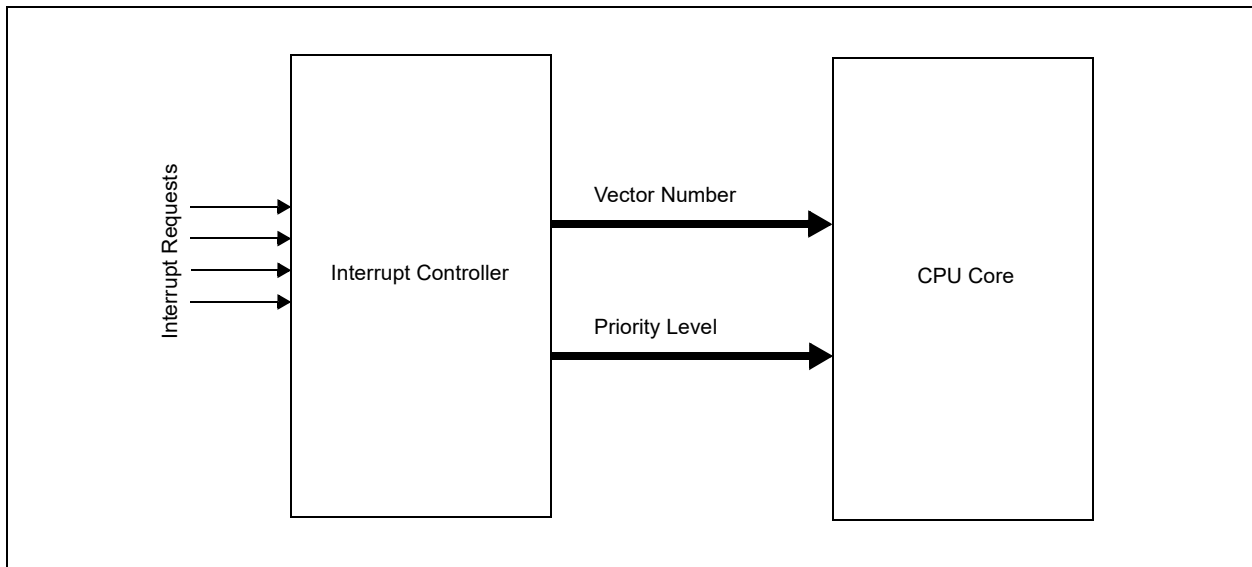 Interrupt Requests
Interrupt Controller
Vector Number
Priority Level
CPU Core